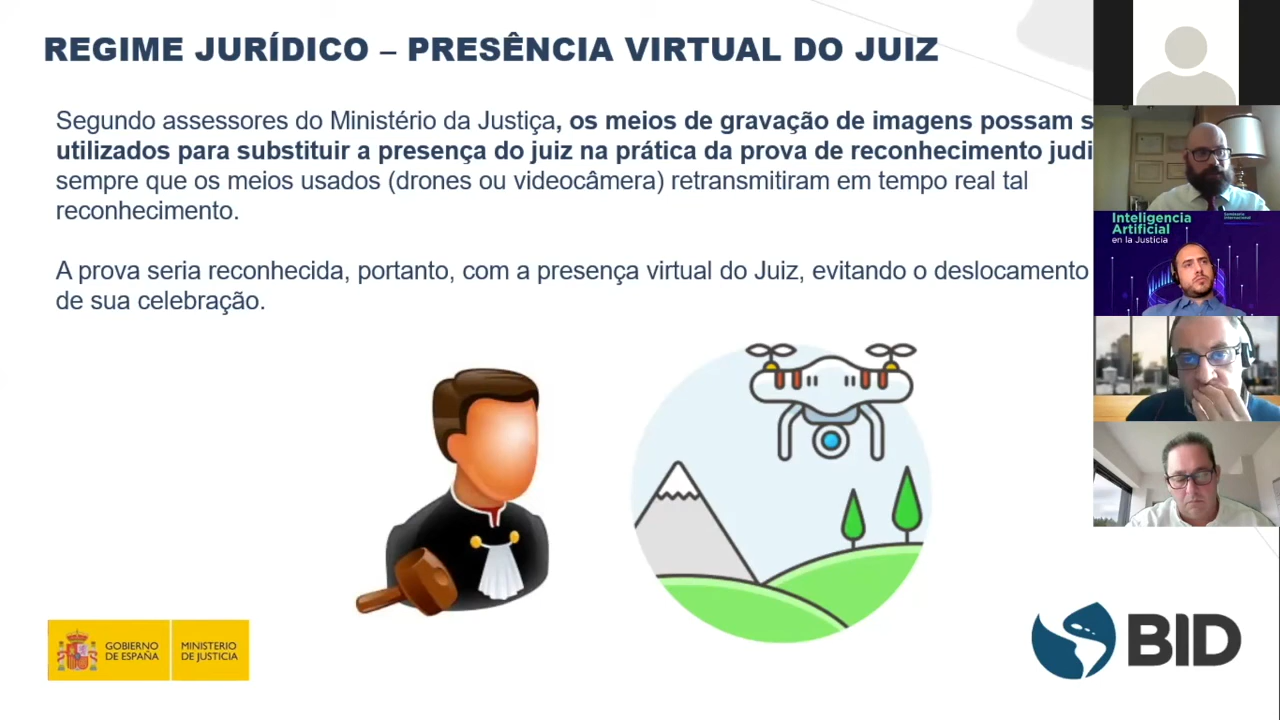 REGIME JURÍDICO – PRESÊNCIA VIRTUAL DO JUIZ
Segundo assessores do Ministério da Justiça, os meios de gravação de imagens possam
utilizados para substituir a presença do juiz na prática da prova de reconhecimento
sempre que os meios usados (drones ou videocâmera) retransmitiram em tempo real tal
reconhecimento.
A prova seria reconhecida, portanto, com a presença virtual do Juiz, evitando o deslocamento
de sua celebração.
Inteligencia
Artificial
en la Justicia
Seminario
Internacional
GOBIERNO
DE ESPAÑA
MINISTERIO
DE JUSTICIA
BID